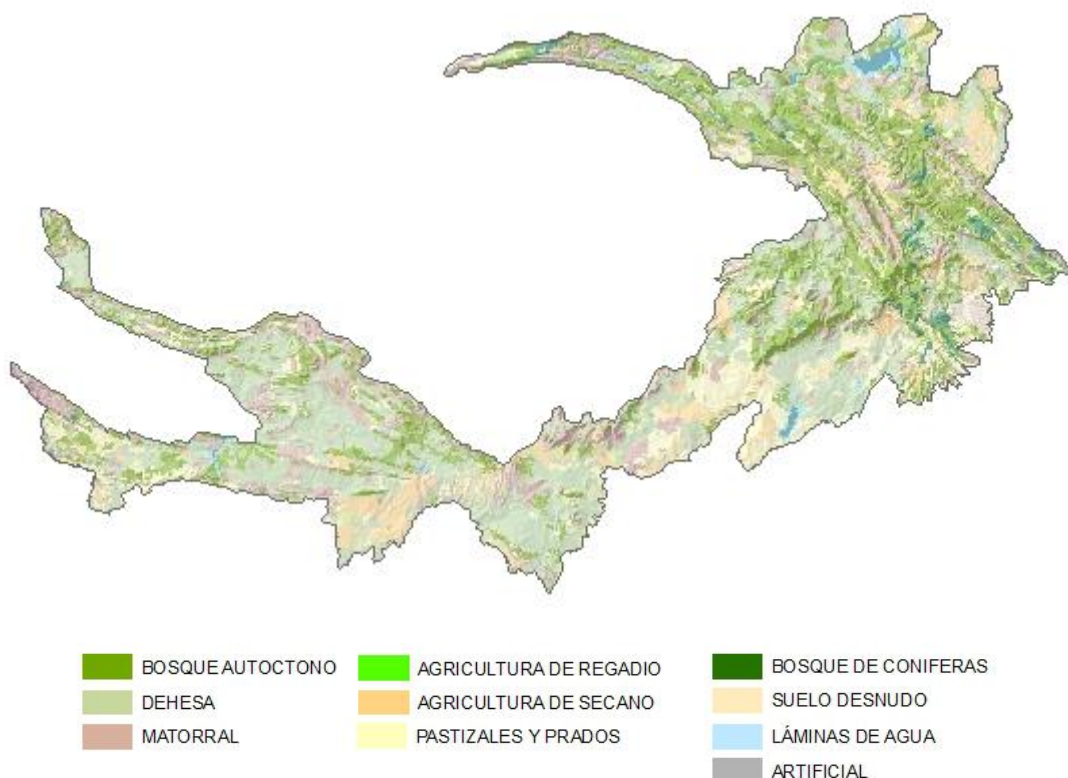 BOSQUE AUTOCTONO
DEHESA
MATORRAL
AGRICULTURA DE REGADIO
AGRICULTURA DE SECANO
PASTIZALES Y PRADOS
BOSQUE DE CONIFERAS
SUELO DESNUDO
LÁMINAS DE AGUA
ARTIFICIAL